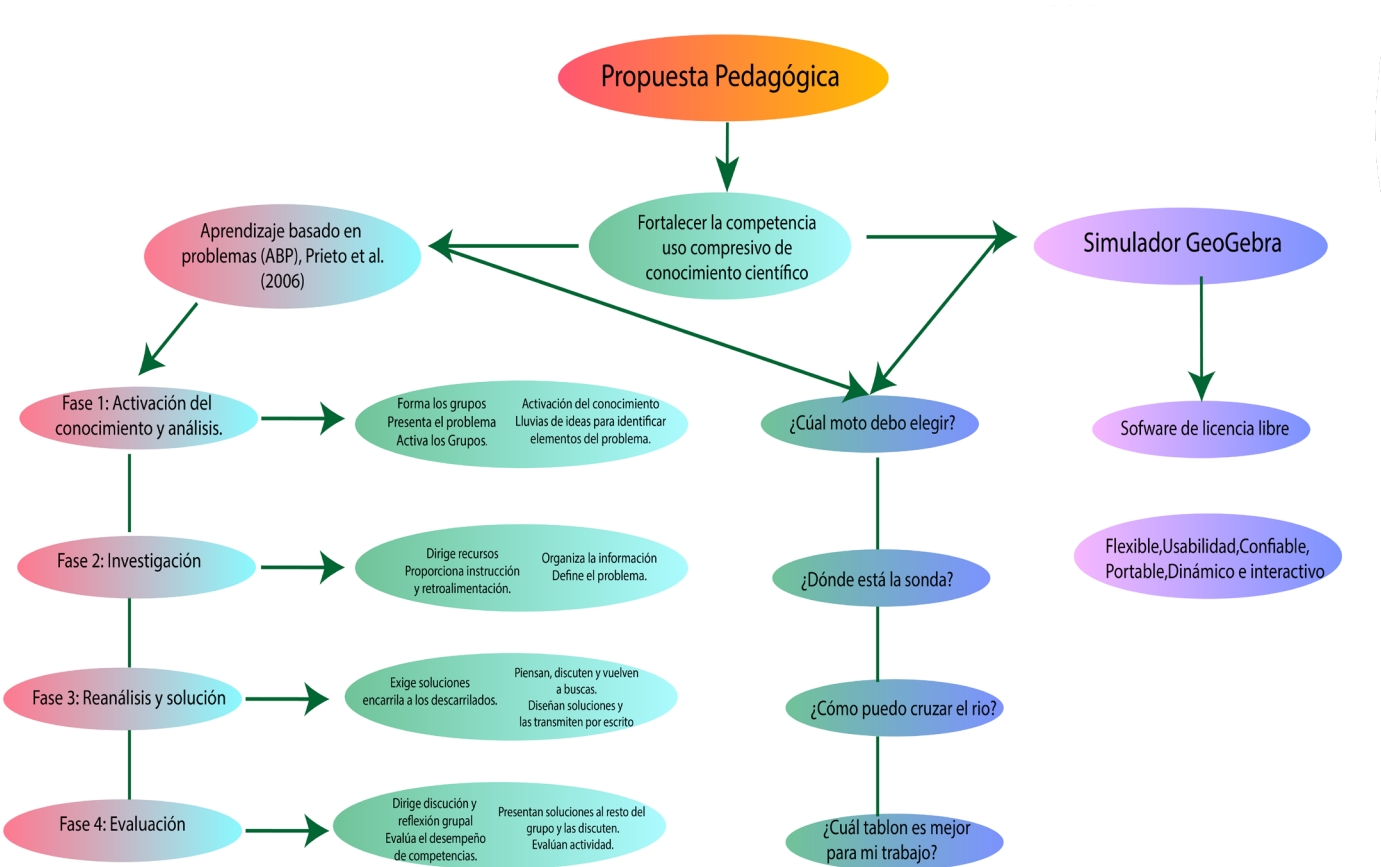 Propuesta Pedagógica
Fortalecer la competencia
uso compresivo de
conocimiento científico
Aprendizaje basado en
problemas (ABP), Prieto et al.
(2006)
Simulador GeoGebra
Fase 1: Activación del
conocimiento y análisis.
Forma los grupos
Presenta el problema
Activa los Grupos.
Activación del conocimiento
Lluvias de ideas para identificar
elementos del problema.
¿Cúal moto debo elegir?
Sofware de licencia libre
Fase 2: Investigación
Dirige recursos
Proporciona instrucción
y retroalimentación.
Organiza la información
Define el problema.
¿Dónde está la sonda?
Flexible,Usabilidad,Confiable,
Portable,Dinámico e interactivo
Fase 3: Reanálisis y solución
Exige soluciones
encarrila a los descarrilados.
Piensan, discuten y vuelven
a buscas.
Diseñan soluciones y
las transmiten por escrito
¿Cómo puedo cruzar el rio?
Fase 4: Evaluación
Dirige discución y
reflexión grupal
Evalúa el desempeño
de competencias.
Presentan soluciones al resto del
grupo y las discuten.
Evalúan actividad.
¿Cuál tablon es mejor
para mi trabajo?